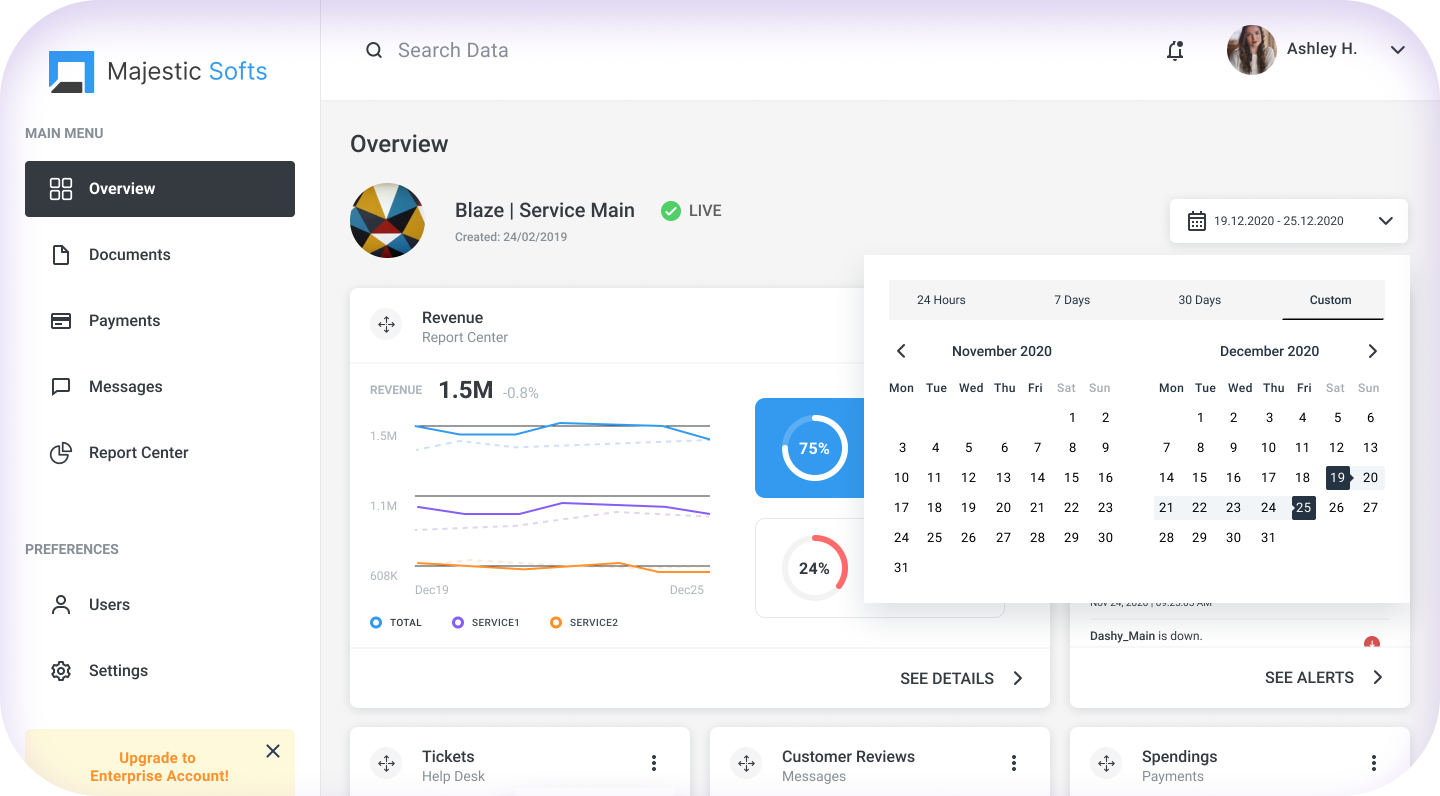 Majestic Softs
Search Data
Ashley H.
MAIN MENU
Overview
Documents
Payments
Messages
Report Center
PREFERENCES
Users
Settings
Upgrade to
Enterprise Account!
Overview
Blaze | Service Main
LIVE
Created: 24/02/2019
19.12.2020 - 25.12.2020
24 Hours 7 Days 30 Days Custom
November 2020
Mon Tue Wed Thu Fri Sat Sun
1 2
3 4 5 6 7 8 9
10 11 12 13 14 15 16
17 18 19 20 21 22 23
24 25 26 27 28 29 30
31
December 2020
Mon Tue Wed Thu Fri Sat Sun
1 2 3 4 5 6
7 8 9 10 11 12 13
14 15 16 17 18 19 20
21 22 23 24 25 26 27
28 29 30 31
Revenue
Report Center
REVENUE 1.5M -0.8%
1.5M
1.1M
608K
Dec19 Dec25
TOTAL SERVICE1 SERVICE2
75%
24%
SEE DETAILS
Nov 24, 2020 | 09:25:05 AM
Dashy_Main is down.
SEE ALERTS
Tickets
Help Desk
Customer Reviews
Messages
Spendings
Payments